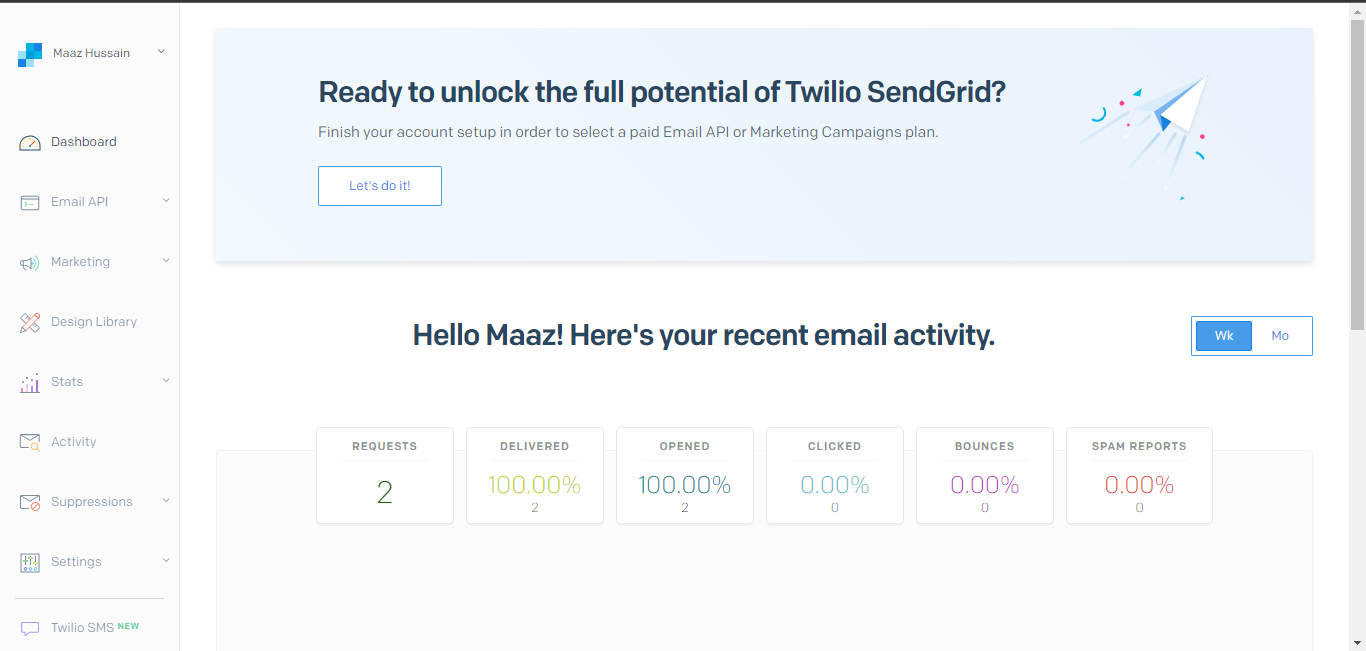 Maaz Hussain
Dashboard
Email API
Marketing
Design Library
Stats
Activity
Suppressions
Settings
Twilio SMS NEW
Ready to unlock the full potential of Twilio SendGrid?
Finish your account setup in order to select a paid Email API or Marketing Campaigns plan.
Let's do it!
Hello Maaz! Here's your recent email activity.
Wk Mo
REQUESTS
2
DELIVERED
100.00%
2
OPENED
100.00%
2
CLICKED
0.00%
0
BOUNCES
0.00%
0
SPAM REPORTS
0.00%
0